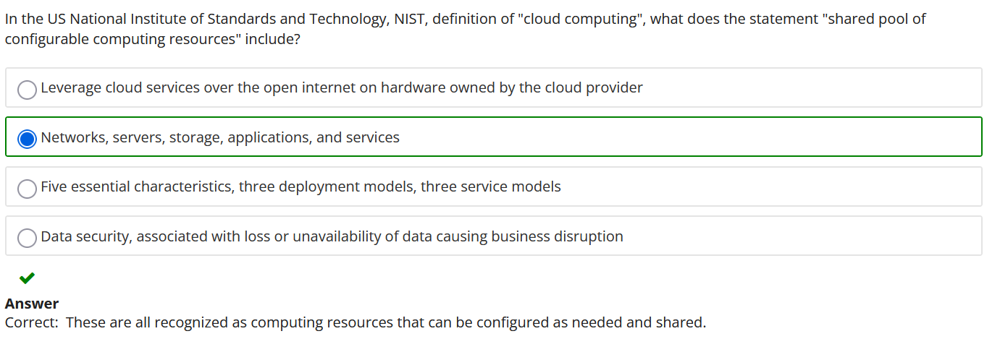 In the US National Institute of Standards and Technology, NIST, definition of "cloud computing", what does the statement "shared pool of
configurable computing resources" include?
Leverage cloud services over the open internet on hardware owned by the cloud provider
Networks, servers, storage, applications, and services
Five essential characteristics, three deployment models, three service models
Data security, associated with loss or unavailability of data causing business disruption
Answer
Correct: These are all recognized as computing resources that can be configured as needed and shared.